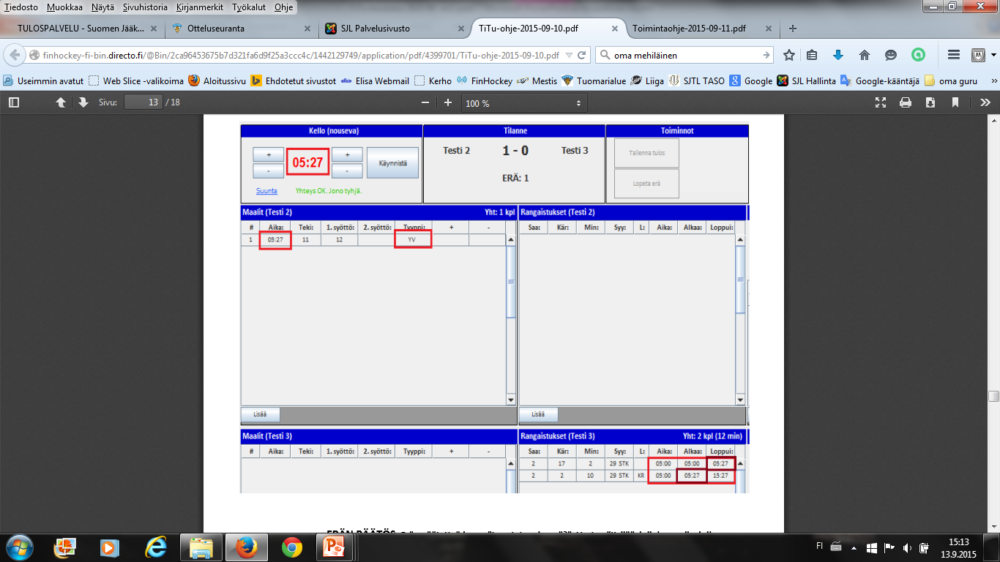 Tiedosto Muokkaa Näytä Sivuhistoria Kirjanmerkit Työkalut Ohje
TULOSPALVELU - Suomen Jääk... Otteluseuranta SJL Palvelusivusto TiTu-ohje-2015-09-10.pdf Toimintaohje-2015-09-11.pdf
finhockey-fi-bin.directo.fi/@Bin/2ca96453675b7d321fa6d9f25a3ccc4c/1442129749/application/pdf/4399701/TiTu-ohje-2015-09-10.pdf oma mehiläinen
Useimmin avatut Web Slice -valikoima Aloitussivu Ehdotetut sivustot Elisa Webmail Kerho FinHockey Mestis Tuomarialue Liiga SJTL TASO Google SJL Hallinta Google-kääntäjä oma guru
Sivu: 13 / 18 100 %
Kello (nouseva) Tilanne Toiminnot
+ 05:27 + Käynnistä Testi 2 1 - 0 Testi 3 Tallenna tulos
- -
ERÄ: 1 Lopeta erä
Suunta Yhteys OK. Jono tyhjä.
Maalit (Testi 2) Yht: 1 kpl Rangaistukset (Testi 2)
# Aika: Teki: 1. syöttö: 2. syöttö: Tyyppi: + - Saa: Kär: Min: Syy: L: Aika: Alkaa: Loppui:
1 05:27 11 12 YV
Lisää Lisää
Maalit (Testi 3) Rangaistukset (Testi 3) Yht: 2 kpl (12 min)
# Aika: Teki: 1. syöttö: 2. syöttö: Tyyppi: + - Saa: Kär: Min: Syy: L: Aika: Alkaa: Loppui:
2 17 2 29 STK 05:00 05:00 05:27
2 2 10 29 STK KR 05:00 05:27 15:27
ERÄN PÄÄTÖS
FI 15:13
13.9.2015